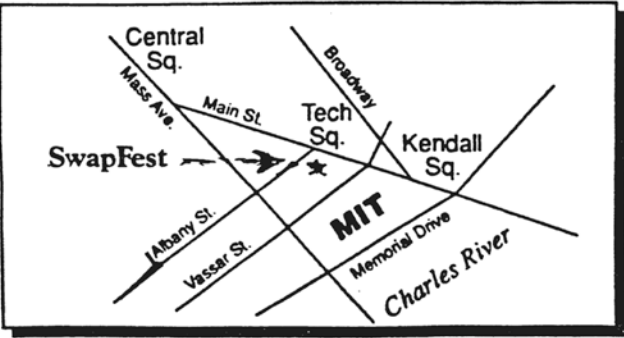 Central
Sq.
Mass Ave.
Main St.
Broadway
Tech
Sq.
Kendall
Sq.
SwapFest
Albany St.
Vassar St.
MIT
Memorial Drive
Charles River